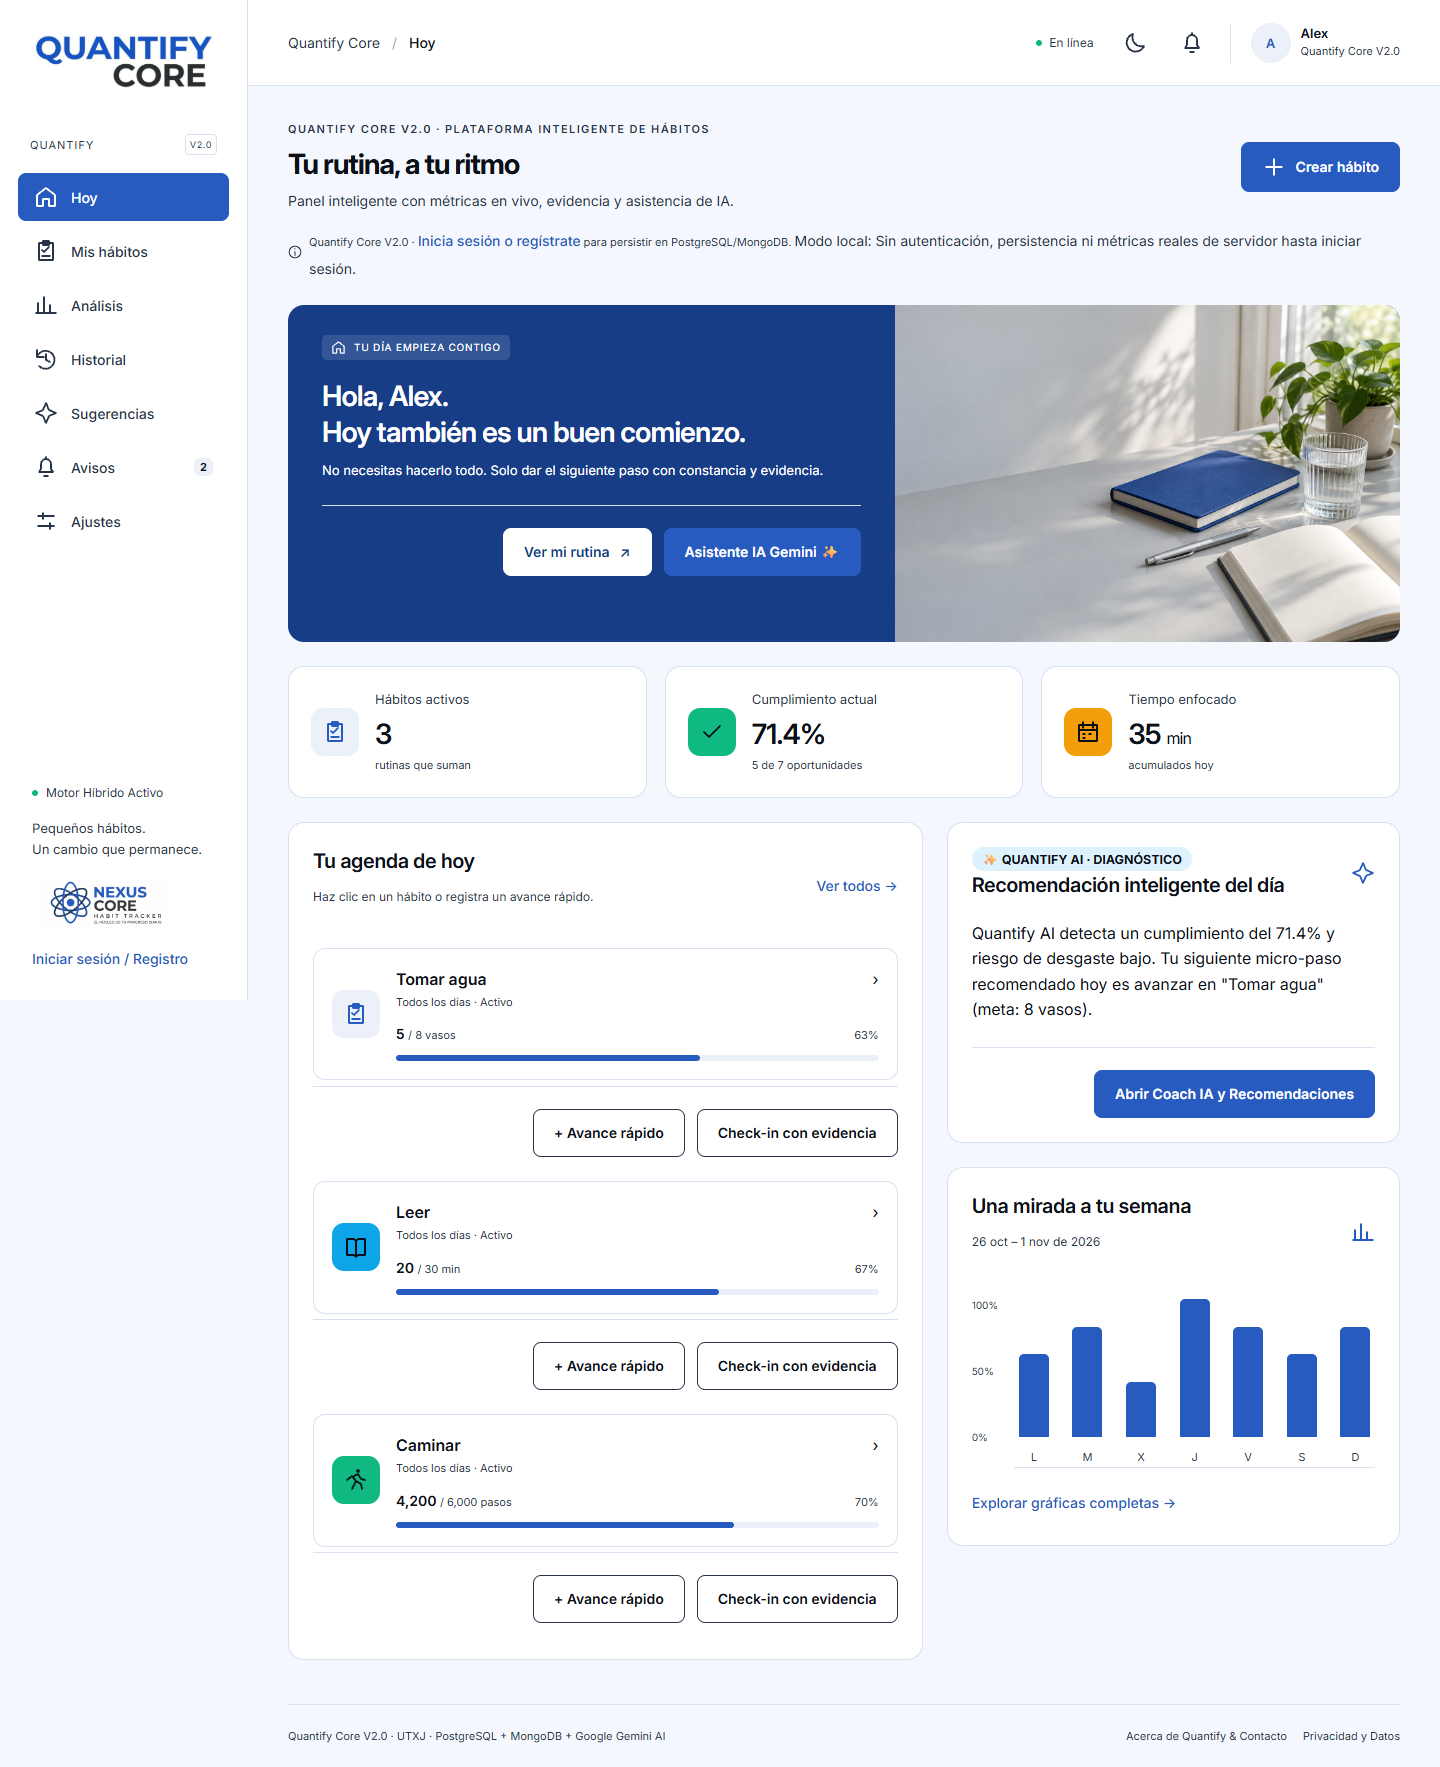 QUANTIFY
CORE
QUANTIFY V2.0
Hoy
Mis hábitos
Análisis
Historial
Sugerencias
Avisos 2
Ajustes
Motor Híbrido Activo
Pequeños hábitos.
Un cambio que permanece.
NEXUS
CORE
HABIT TRACKER
Iniciar sesión / Registro
Quantify Core / Hoy
En línea
A
Alex
Quantify Core V2.0
QUANTIFY CORE V2.0 · PLATAFORMA INTELIGENTE DE HÁBITOS
Tu rutina, a tu ritmo
Panel inteligente con métricas en vivo, evidencia y asistencia de IA.
Crear hábito
Quantify Core V2.0 · Inicia sesión o regístrate para persistir en PostgreSQL/MongoDB. Modo local: Sin autenticación, persistencia ni métricas reales de servidor hasta iniciar
sesión.
TU DÍA EMPIEZA CONTIGO
Hola, Alex.
Hoy también es un buen comienzo.
No necesitas hacerlo todo. Solo dar el siguiente paso con constancia y evidencia.
Ver mi rutina
Asistente IA Gemini ✨
Hábitos activos
3
rutinas que suman
Cumplimiento actual
71.4%
5 de 7 oportunidades
Tiempo enfocado
35 min
acumulados hoy
Tu agenda de hoy
Haz clic en un hábito o registra un avance rápido.
Ver todos →
Tomar agua ›
Todos los días · Activo
5 / 8 vasos 63%
+ Avance rápido
Check-in con evidencia
Leer ›
Todos los días · Activo
20 / 30 min 67%
+ Avance rápido
Check-in con evidencia
Caminar ›
Todos los días · Activo
4,200 / 6,000 pasos 70%
+ Avance rápido
Check-in con evidencia
✨ QUANTIFY AI · DIAGNÓSTICO
Recomendación inteligente del día
Quantify AI detecta un cumplimiento del 71.4% y
riesgo de desgaste bajo. Tu siguiente micro-paso
recomendado hoy es avanzar en "Tomar agua"
(meta: 8 vasos).
Abrir Coach IA y Recomendaciones
Una mirada a tu semana
26 oct – 1 nov de 2026
100%
50%
0%
L M X J V S D
Explorar gráficas completas →
Quantify Core V2.0 · UTXJ · PostgreSQL + MongoDB + Google Gemini AI
Acerca de Quantify & Contacto
Privacidad y Datos